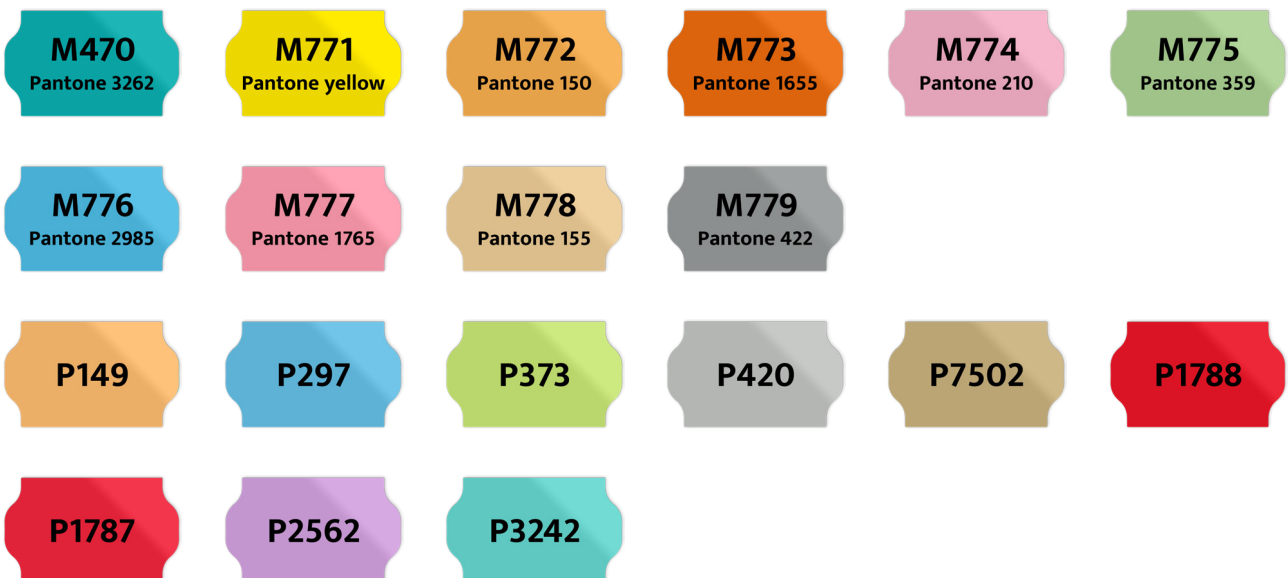 M470
Pantone 3262
M771
Pantone yellow
M772
Pantone 150
M773
Pantone 1655
M774
Pantone 210
M775
Pantone 359
M776
Pantone 2985
M777
Pantone 1765
M778
Pantone 155
M779
Pantone 422
P149
P297
P373
P420
P7502
P1788
P1787
P2562
P3242